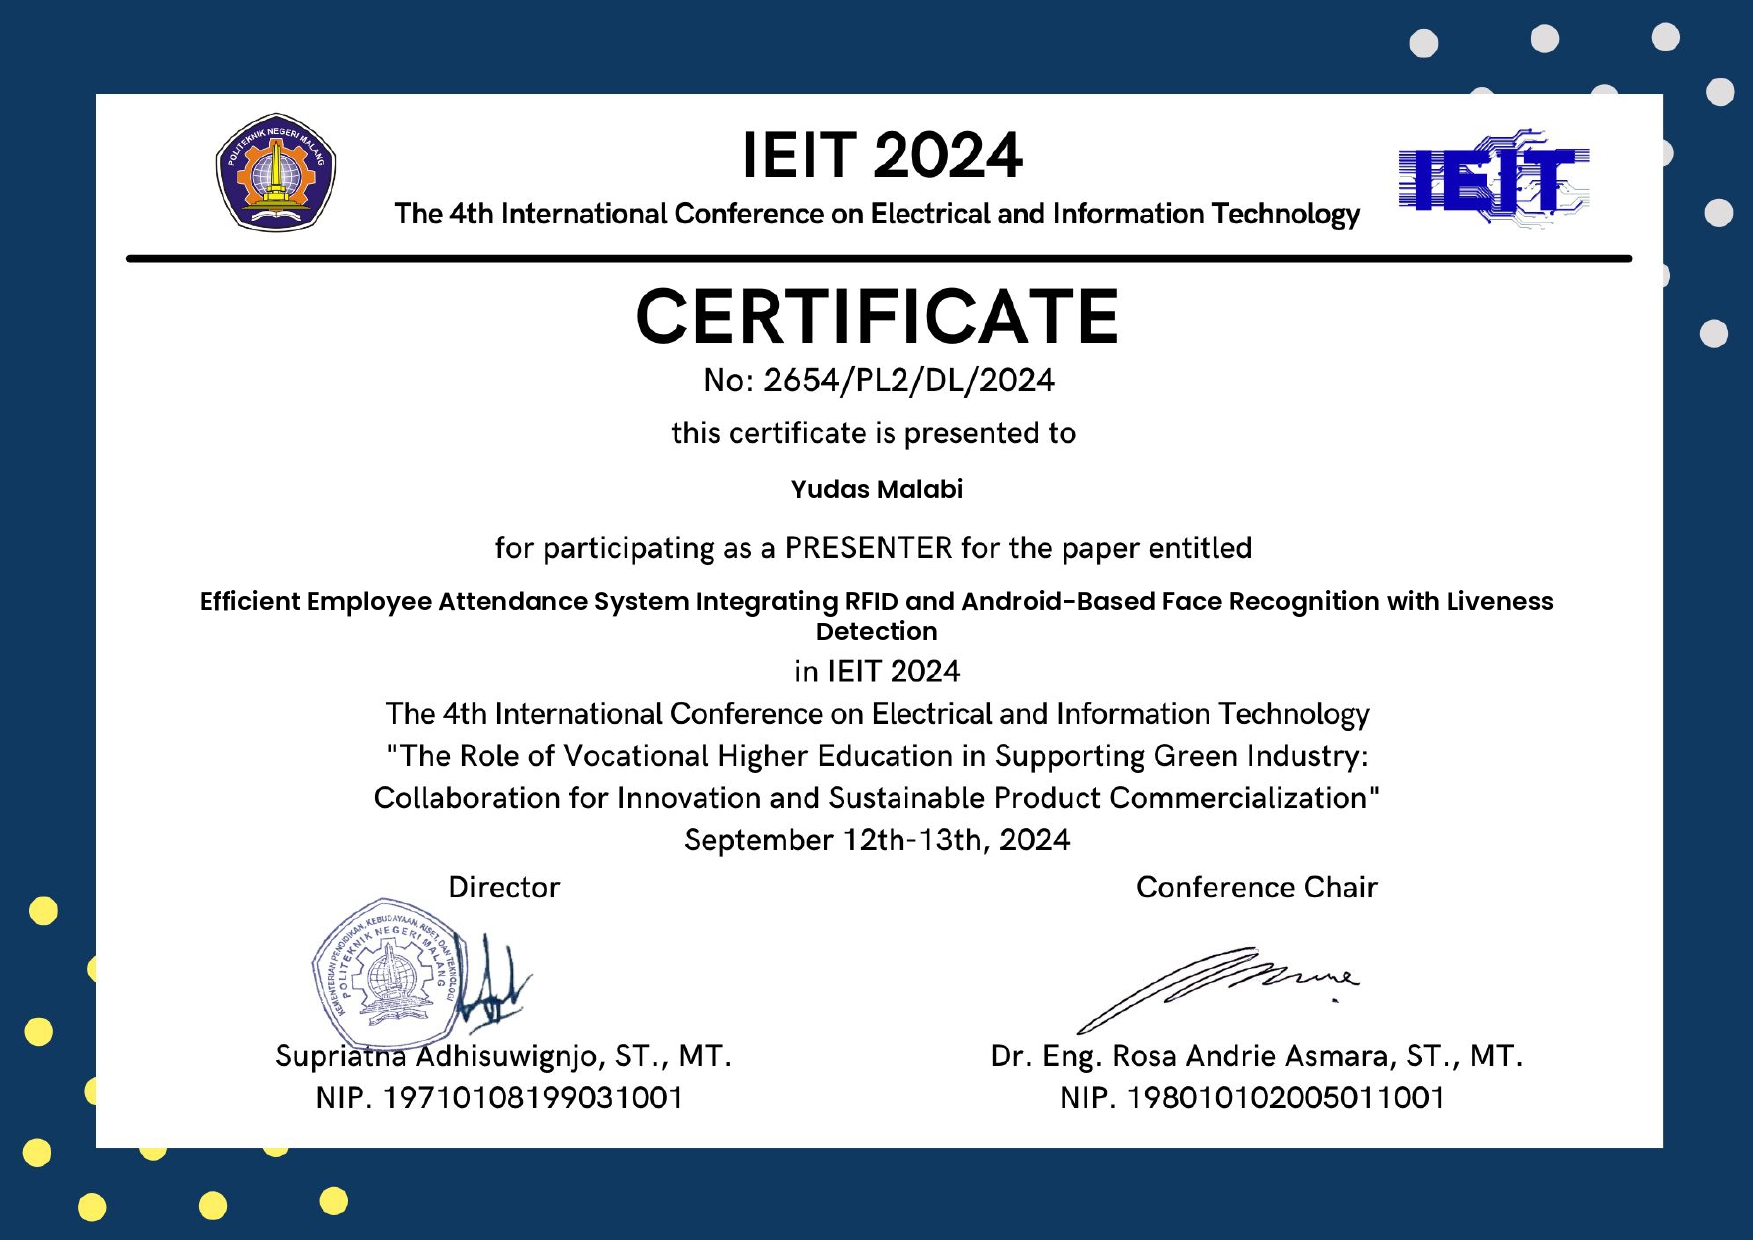 POLITEKNIK NEGERI MALANG
IEIT 2024
The 4th International Conference on Electrical and Information Technology
IEIT
CERTIFICATE
No: 2654/PL2/DL/2024
this certificate is presented to
Yudas Malabi
for participating as a PRESENTER for the paper entitled
Efficient Employee Attendance System Integrating RFID and Android-Based Face Recognition with Liveness
Detection
in IEIT 2024
The 4th International Conference on Electrical and Information Technology
"The Role of Vocational Higher Education in Supporting Green Industry:
Collaboration for Innovation and Sustainable Product Commercialization"
September 12th-13th, 2024
Director
Conference Chair
KEMENTERIAN PENDIDIKAN, KEBUDAYAAN, RISET, DAN TEKNOLOGI
POLITEKNIK NEGERI MALANG
Supriatna Adhisuwignjo, ST., MT.
Dr. Eng. Rosa Andrie Asmara, ST., MT.
NIP. 19710108199031001
NIP. 198010102005011001